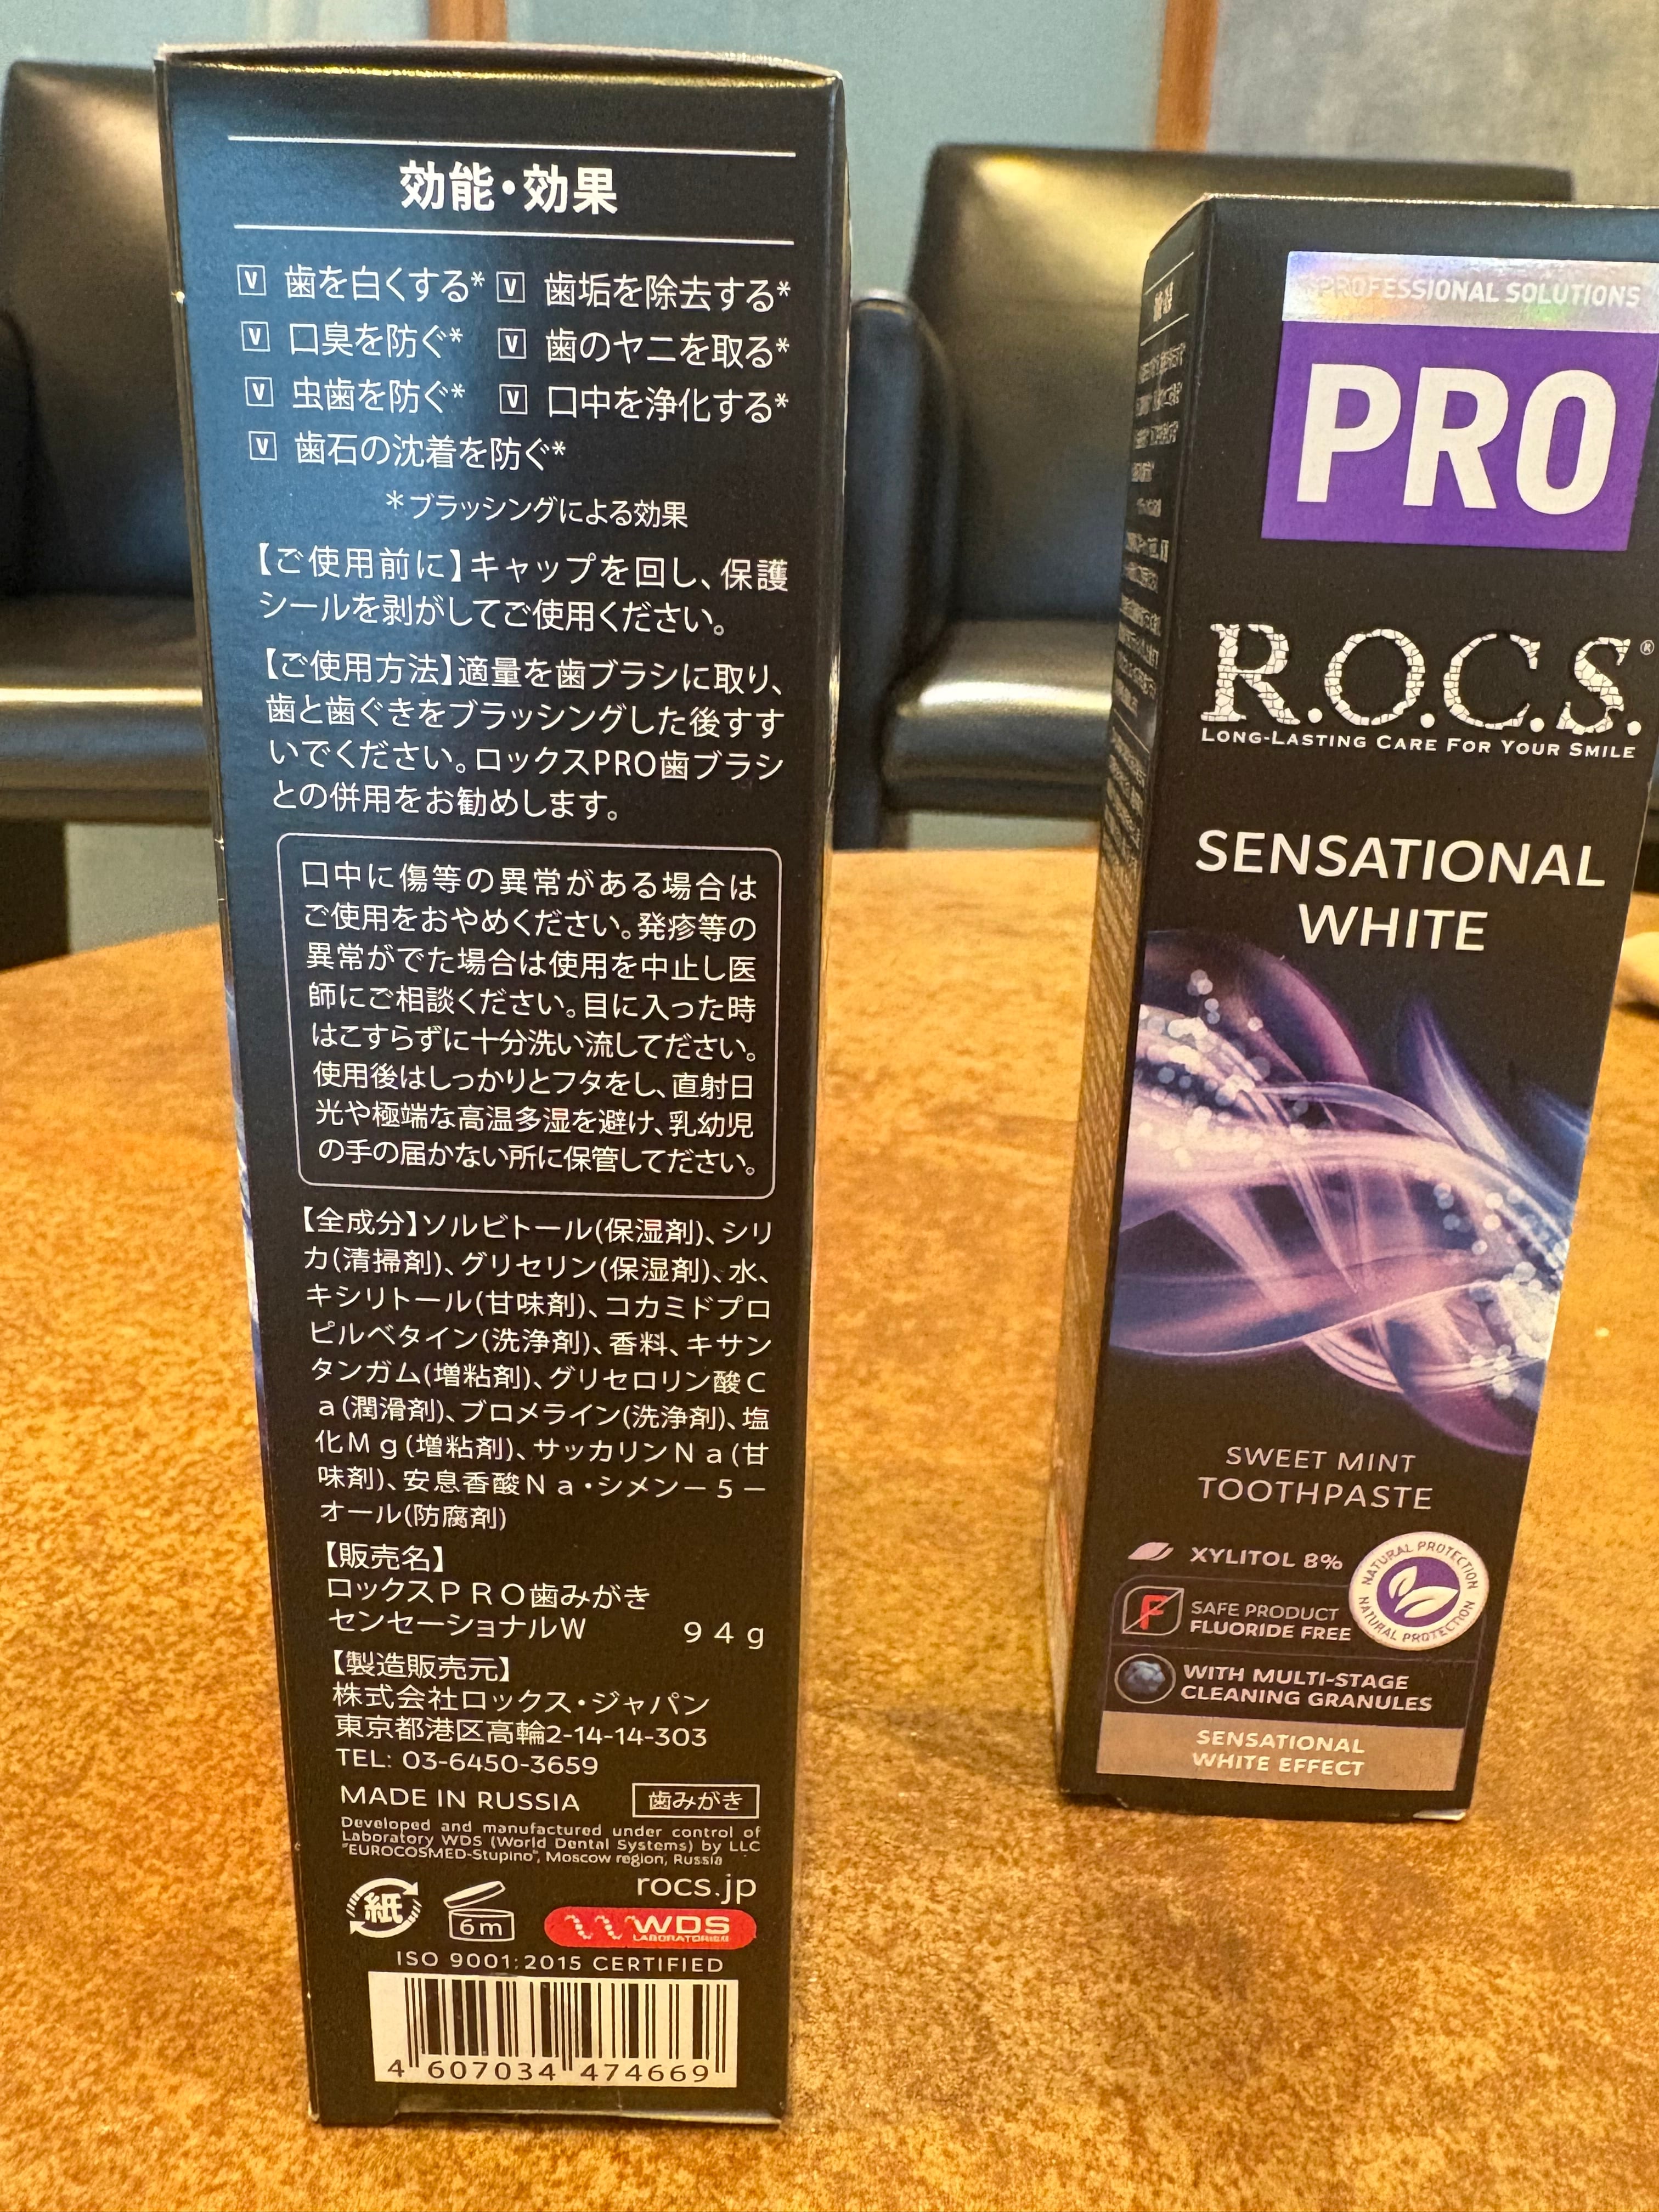 効能・効果
歯を白くする* 歯垢を除去する*
口臭を防ぐ* 歯のヤニを取る*
虫歯を防ぐ* 口中を浄化する*
歯石の沈着を防ぐ*
*ブラッシングによる効果
【ご使用前に】キャップを回し、保護
シールを剥がしてご使用ください。
【ご使用方法】適量を歯ブラシに取り、
歯と歯ぐきをブラッシングした後すす
いでください。ロックスPRO歯ブラシ
との併用をお勧めします。
口中に傷等の異常がある場合は
ご使用をおやめください。発疹等の
異常がでた場合は使用を中止し医
師にご相談ください。目に入った時
はこすらずに十分洗い流してださい。
使用後はしっかりとフタをし、直射日
光や極端な高温多湿を避け、乳幼児
の手の届かない所に保管してださい。
【全成分】ソルビトール(保湿剤)、シリ
カ(清掃剤)、グリセリン(保湿剤)、水、
キシリトール(甘味剤)、コカミドプロ
ピルベタイン(洗浄剤)、香料、キサン
タンガム(増粘剤)、グリセロリン酸C
a(潤滑剤)、ブロメライン(洗浄剤)、塩
化Mg(増粘剤)、サッカリンNa(甘
味剤)、安息香酸Na・シメン－5－
オール(防腐剤)
【販売名】
ロックスPRO歯みがき
センセーショナルW 94g
【製造販売元】
株式会社ロックス・ジャパン
東京都港区高輪2-14-14-303
TEL: 03-6450-3659
MADE IN RUSSIA 歯みがき
Developed and manufactured under control of
Laboratory WDS (World Dental Systems) by LLC
"EUROCOSMED-Stupino", Moscow region, Russia
rocs.jp
紙 6m WDS
LABORATORIES
ISO 9001:2015 CERTIFIED
4 607034 474669
PROFESSIONAL SOLUTIONS
PRO
R.O.C.S.®
LONG-LASTING CARE FOR YOUR SMILE
SENSATIONAL
WHITE
SWEET MINT
TOOTHPASTE
XYLITOL 8%
NATURAL PROTECTION
NATURAL PROTECTION
F SAFE PRODUCT
FLUORIDE FREE
WITH MULTI-STAGE
CLEANING GRANULES
SENSATIONAL
WHITE EFFECT